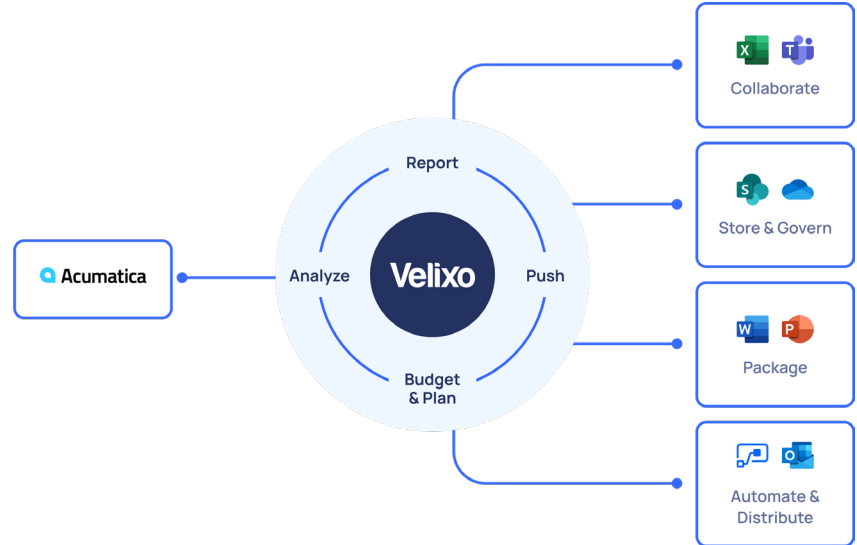 Acumatica
Report
Analyze
Velixo
Push
Budget
& Plan
X
T
Collaborate
S
Store & Govern
W
P
Package
O
Automate &
Distribute